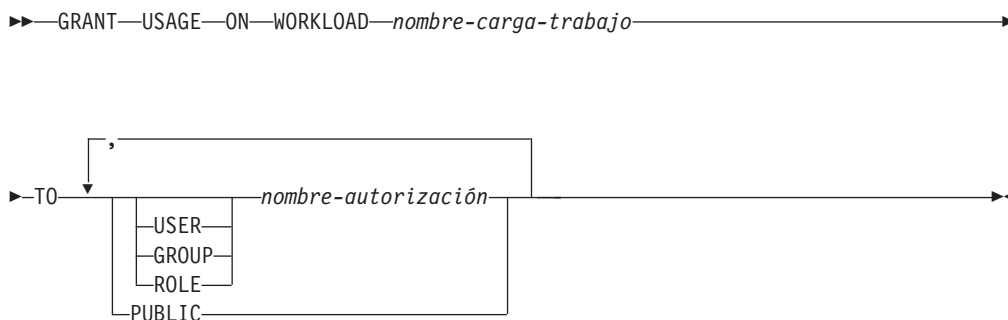 GRANT USAGE ON WORKLOAD nombre-carga-trabajo
,
TO nombre-autorización
USER
GROUP
ROLE
PUBLIC